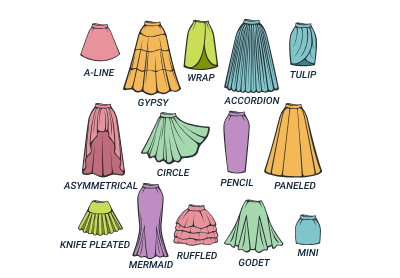 A-LINE
GYPSY
WRAP
ACCORDION
TULIP
ASYMMETRICAL
CIRCLE
PENCIL
PANELED
KNIFE PLEATED
MERMAID
RUFFLED
GODET
MINI